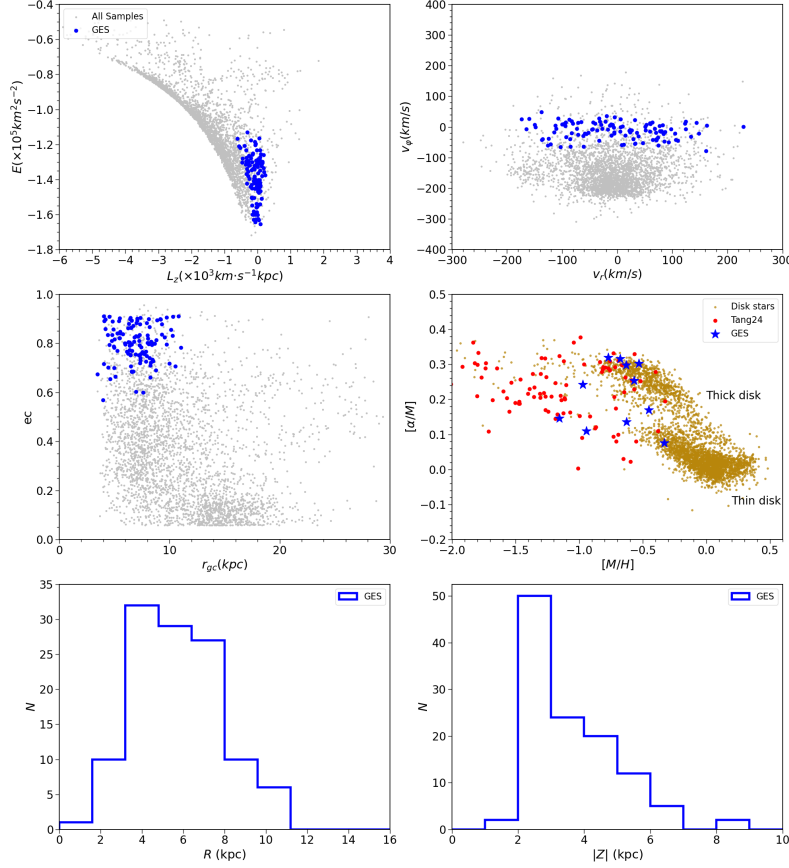 −0.4
−0.6
−0.8
−1.0
−1.2
−1.4
−1.6
−1.8
E(×10⁵km²s⁻²)
All Samples
GES
−6 −5 −4 −3 −2 −1 0 1 2 3 4
L_z(×10³km·s⁻¹kpc)
400
300
200
100
0
−100
−200
−300
−400
v_φ(km/s)
−300 −200 −100 0 100 200 300
v_r(km/s)
1.0
0.8
0.6
0.4
0.2
0.0
ec
0 10 20 30
r_gc(kpc)
0.5
0.4
0.3
0.2
0.1
0.0
−0.1
−0.2
[α/M]
Disk stars
Tang24
GES
Thick disk
Thin disk
−2.0 −1.5 −1.0 −0.5 0.0 0.5
[M/H]
35
30
25
20
15
10
5
0
N
GES
0 2 4 6 8 10 12 14 16
R (kpc)
50
40
30
20
10
0
N
GES
0 2 4 6 8 10
|Z| (kpc)